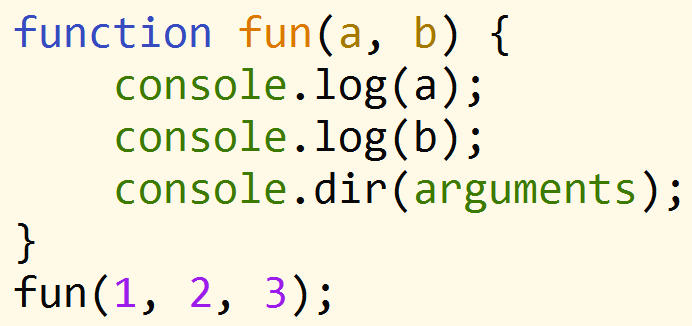 function fun(a, b) {
    console.log(a);
    console.log(b);
    console.dir(arguments);
}
fun(1, 2, 3);